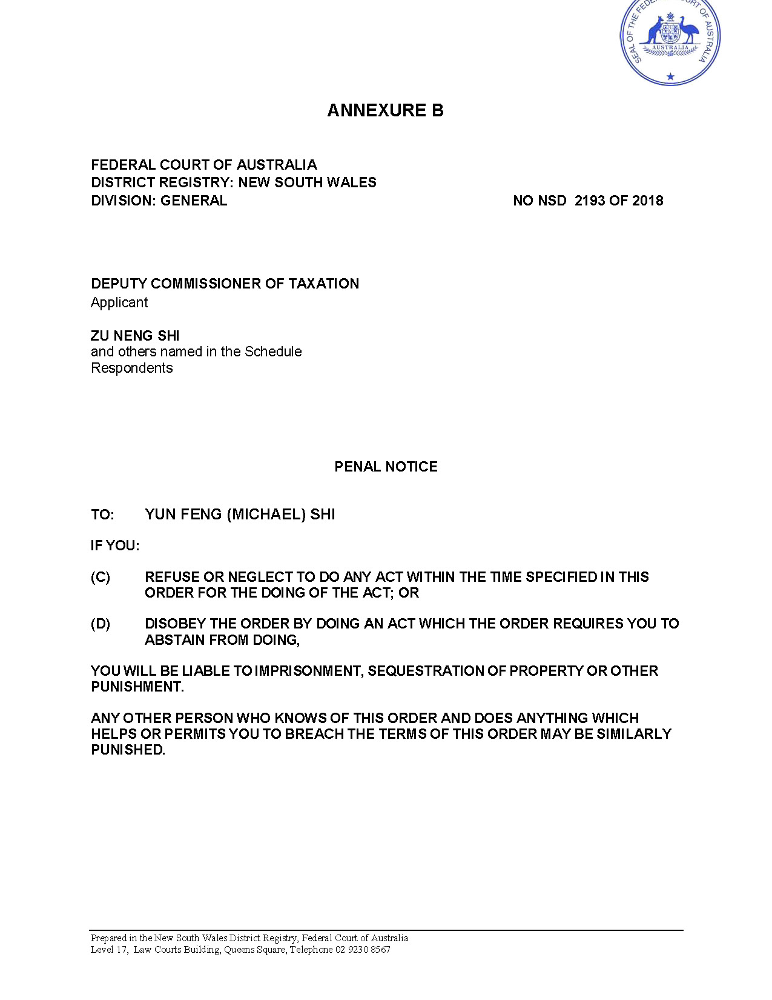 SEAL OF THE FEDERAL COURT OF AUSTRALIA
AUSTRALIA
ANNEXURE B
FEDERAL COURT OF AUSTRALIA
DISTRICT REGISTRY: NEW SOUTH WALES
DIVISION: GENERAL NO NSD 2193 OF 2018
DEPUTY COMMISSIONER OF TAXATION
Applicant
ZU NENG SHI
and others named in the Schedule
Respondents
PENAL NOTICE
TO: YUN FENG (MICHAEL) SHI
IF YOU:
(C) REFUSE OR NEGLECT TO DO ANY ACT WITHIN THE TIME SPECIFIED IN THIS
ORDER FOR THE DOING OF THE ACT; OR
(D) DISOBEY THE ORDER BY DOING AN ACT WHICH THE ORDER REQUIRES YOU TO
ABSTAIN FROM DOING,
YOU WILL BE LIABLE TO IMPRISONMENT, SEQUESTRATION OF PROPERTY OR OTHER
PUNISHMENT.
ANY OTHER PERSON WHO KNOWS OF THIS ORDER AND DOES ANYTHING WHICH
HELPS OR PERMITS YOU TO BREACH THE TERMS OF THIS ORDER MAY BE SIMILARLY
PUNISHED.
Prepared in the New South Wales District Registry, Federal Court of Australia
Level 17, Law Courts Building, Queens Square, Telephone 02 9230 8567